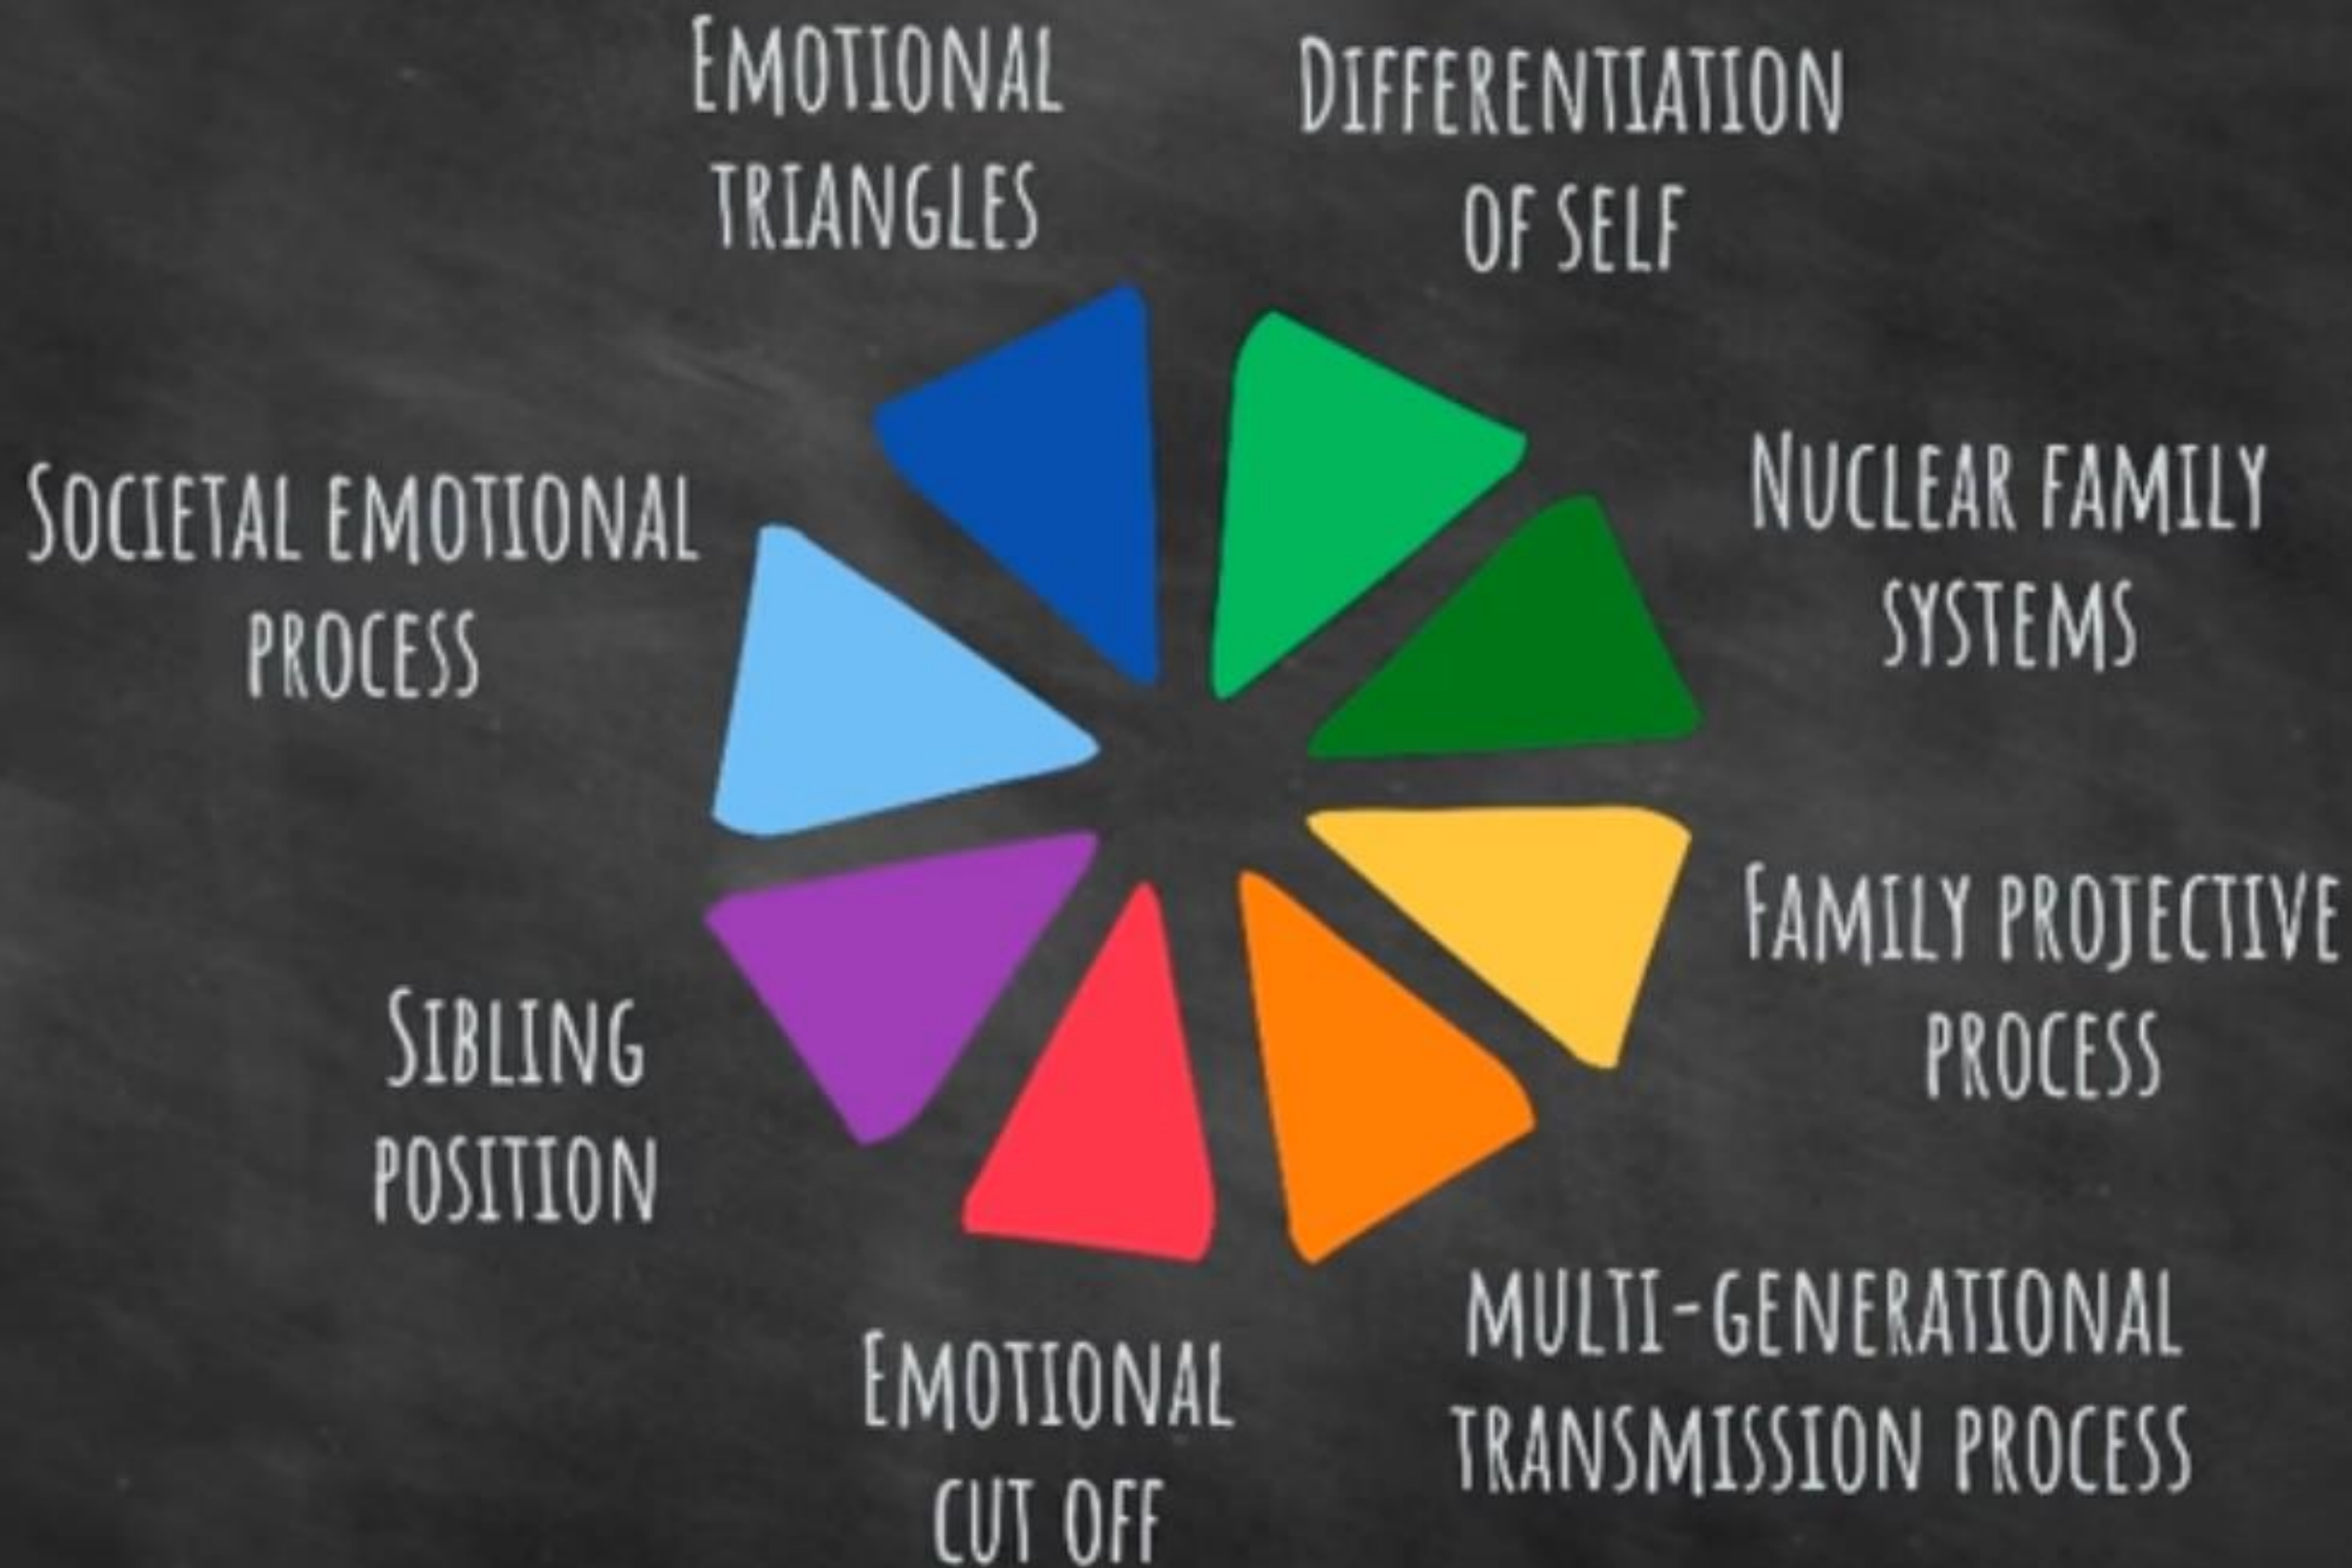 Emotional
triangles
Differentiation
of self
Nuclear family
systems
Family projective
process
multi-generational
transmission process
Emotional
cut off
Sibling
position
Societal emotional
process